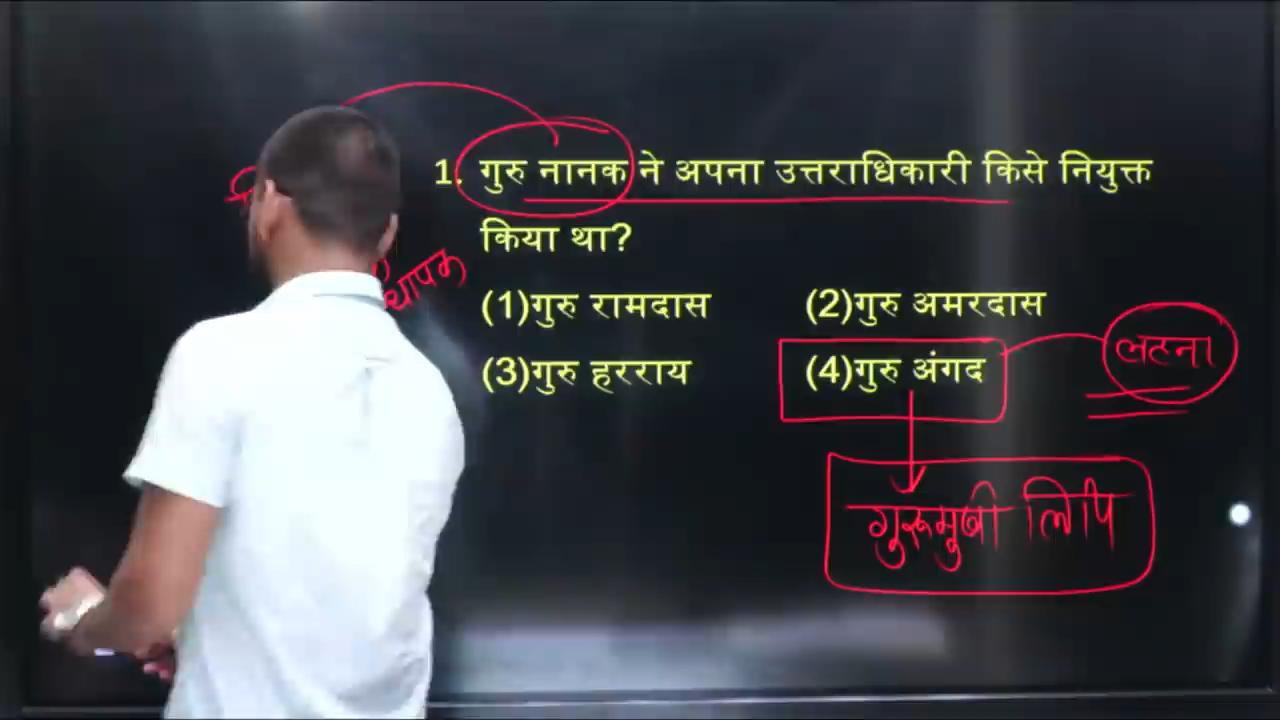 1. गुरु नानक ने अपना उत्तराधिकारी किसे नियुक्त
किया था?
(1)गुरु रामदास (2)गुरु अमरदास
(3)गुरु हरराय (4)गुरु अंगद
लहना
गुरूमुखी लिपि